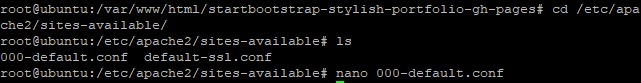 root@ubuntu:/var/www/html/startbootstrap-stylish-portfolio-gh-pages# cd /etc/apa
che2/sites-available/
root@ubuntu:/etc/apache2/sites-available# ls
000-default.conf  default-ssl.conf
root@ubuntu:/etc/apache2/sites-available# nano 000-default.conf